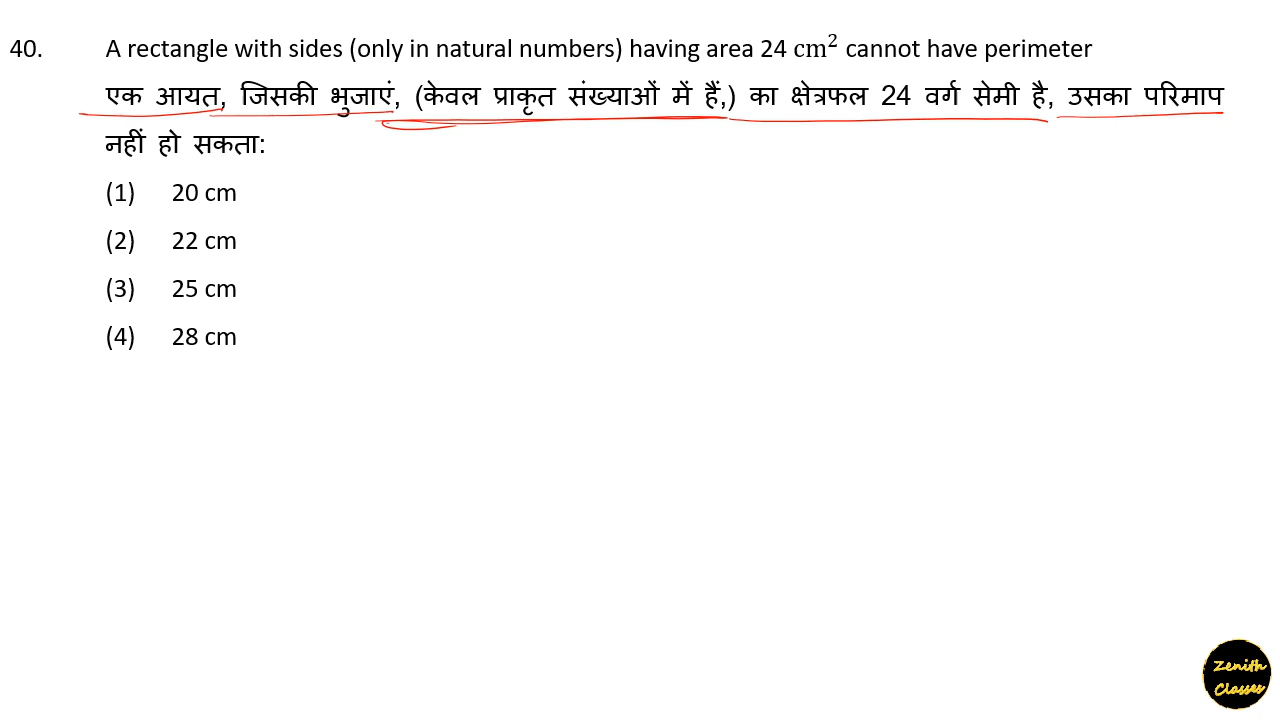 40. A rectangle with sides (only in natural numbers) having area 24 cm² cannot have perimeter
एक आयत, जिसकी भुजाएं, (केवल प्राकृत संख्याओं में हैं,) का क्षेत्रफल 24 वर्ग सेमी है, उसका परिमाप
नहीं हो सकता:
(1) 20 cm
(2) 22 cm
(3) 25 cm
(4) 28 cm
Zenith
Classes